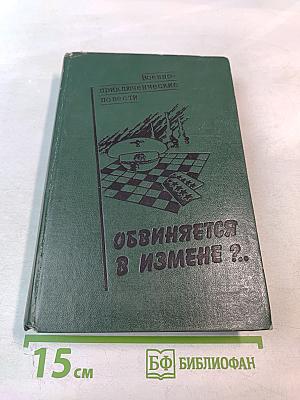 Военно-
приключенческие
повести
ОБВИНЯЕТСЯ
В ИЗМЕНЕ?..
15 см
БФ БИБЛИОФАН